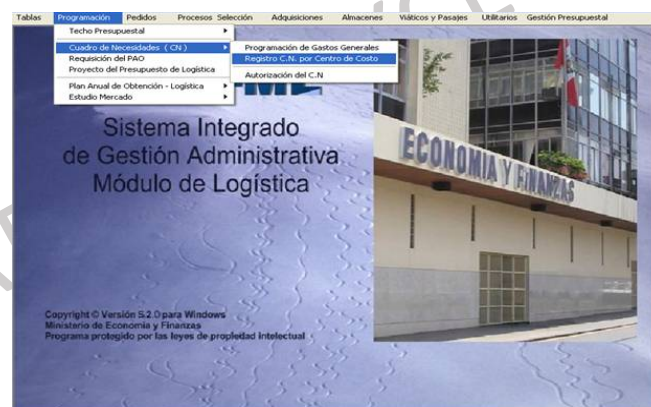 Tablas Programación Pedidos Procesos Selección Adquisiciones Almacenes Viáticos y Pasajes Utilitarios Gestión Presupuestal
Techo Presupuestal
Cuadro de Necesidades ( CN )
Requisición del PAO
Proyecto del Presupuesto de Logística
Plan Anual de Obtención - Logística
Estudio Mercado
Programación de Gastos Generales
Registro C.N. por Centro de Costo
Autorización del C.N
Sistema Integrado
de Gestión Administrativa
Módulo de Logística
ECONOMIA Y FINANZAS
Copyright © Versión 5.2.0 para Windows
Ministerio de Economia y Finanzas
Programa protegido por las leyes de propiedad intelectual